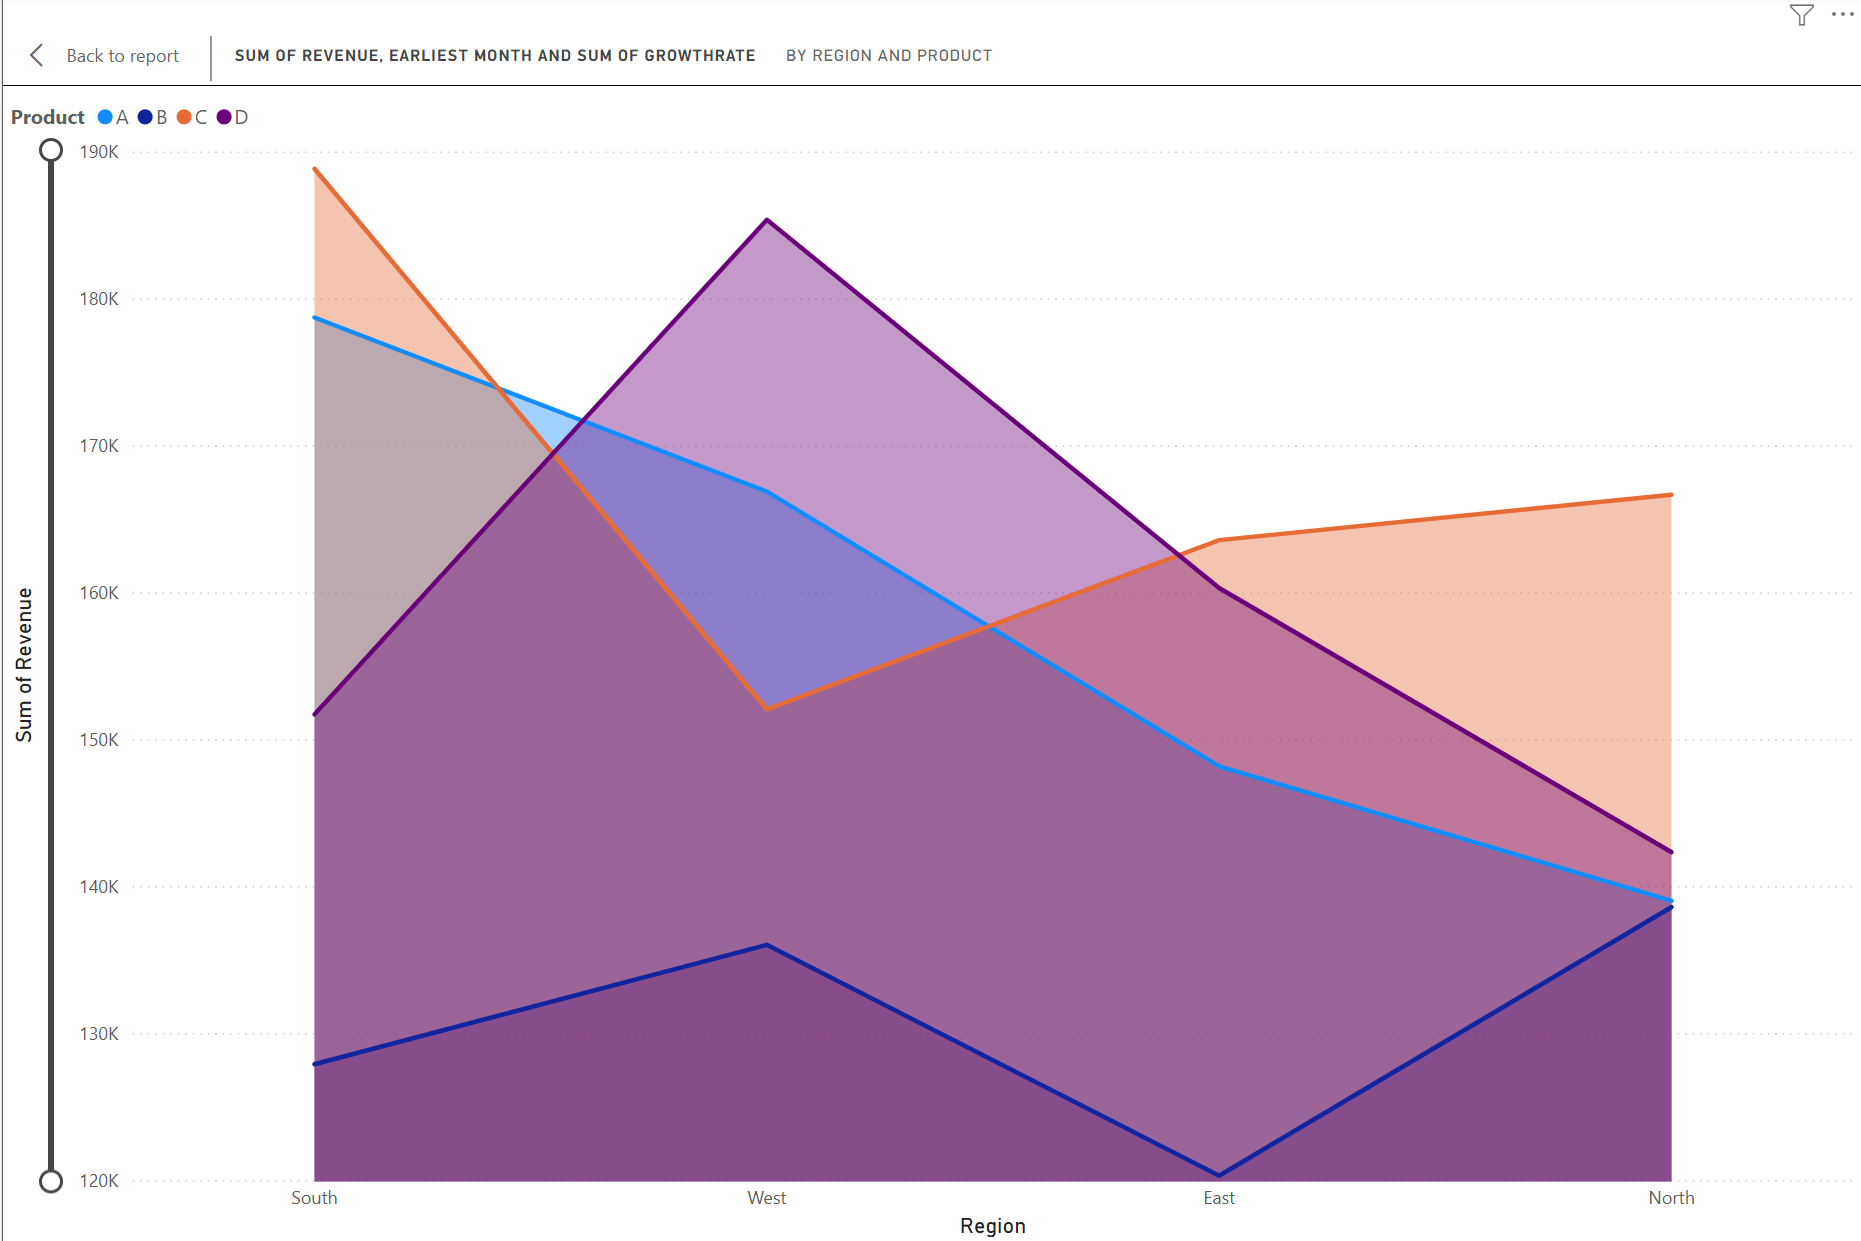 Back to report
SUM OF REVENUE, EARLIEST MONTH AND SUM OF GROWTHRATE BY REGION AND PRODUCT
Product A B C D
190K
180K
170K
160K
150K
140K
130K
120K
Sum of Revenue
South West East North
Region